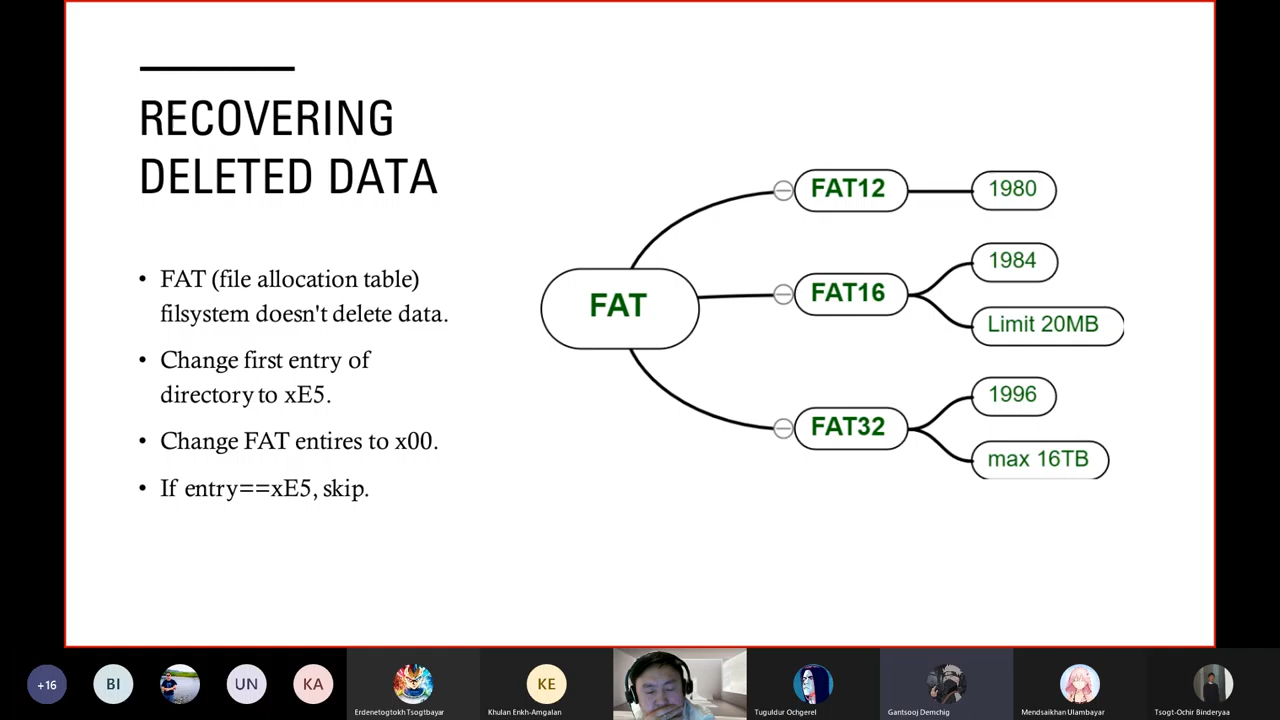 RECOVERING
DELETED DATA
• FAT (file allocation table)
filsystem doesn't delete data.
• Change first entry of
directory to xE5.
• Change FAT entires to x00.
• If entry==xE5, skip.
FAT
FAT12
1980
FAT16
1984
Limit 20MB
FAT32
1996
max 16TB
+16
BI
UN
KA
KE
Erdenetogtokh Tsogtbayar
Khulan Enkh-Amgalan
Tuguldur Ochgerel
Gantsooj Demchig
Mendsaikhan Ulambayar
Tsogt-Ochir Binderyaa